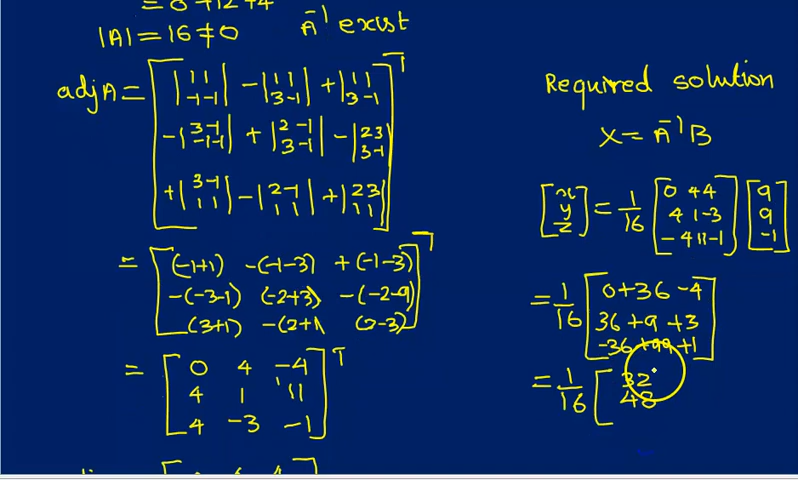 = 8 +12 +4
|A| = 16 ≠ 0 A⁻¹ exist
adjA = [ |1 1 -1 -1| -|1 1 3 -1| +|1 1 3 -1| ]ᵀ
-|3 -1 -1 -1| + |2 -1 3 -1| - |2 3 3 -1|
+|3 -1 1 1| - |2 -1 1 1| + |2 3 1 1|
= [ (-1+1) -(-1-3) + (-1-3) ]ᵀ
-(-3-1) (-2+3) -(-2-9)
(3+1) -(2+1 (2-3)
= [ 0 4 -4 ]ᵀ
4 1 11
4 -3 -1
Required solution
X = A⁻¹B
[ x y z ] = 1/16 [ 0 4 4 4 1 -3 -4 11 -1 ] [ 9 9 -1 ]
= 1/16 [ 0+36 -4
36 +9 +3
-36 +99 +1 ]
= 1/16 [ 32
48